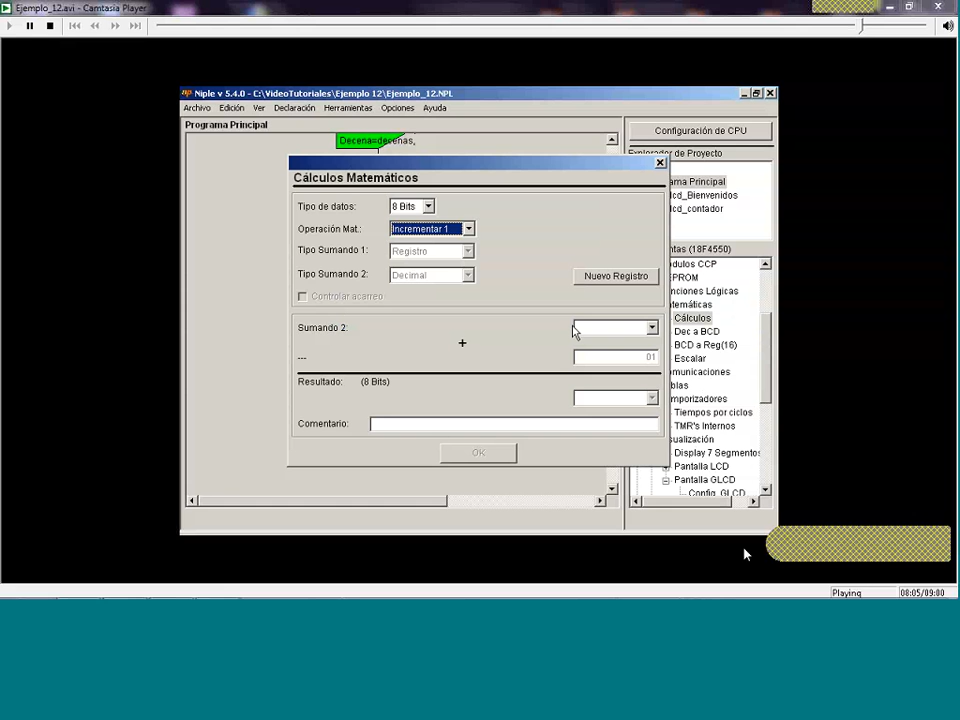 Ejemplo_12.avi - Camtasia Player
Niple v 5.4.0 - C:\VideoTutoriales\Ejemplo 12\Ejemplo_12.NPL
Archivo Edición Ver Declaración Herramientas Opciones Ayuda
Programa Principal
Configuración de CPU
Decena=decenas,
de Proyecto
Cálculos Matemáticos
ama Principal
lcd_Bienvenidos
lcd_contador
Tipo de datos: 8 Bits
Operación Mat.: Incrementar 1
Tipo Sumando 1: Registro
Tipo Sumando 2: Decimal
Nuevo Registro
Controlar acarreo
ntas (18F4550)
ódulos CCP
EPROM
nciones Lógicas
atemáticas
Cálculos
Dec a BCD
BCD a Reg(16)
Escalar
blas
mporizadores
Tiempos por ciclos
TMR's Internos
sualización
Display 7 Segmentos
Pantalla LCD
Pantalla GLCD
Config. GLCD
Sumando 2:
+
---
01
Resultado: (8 Bits)
Comentario:
OK
Playing
08:05/09:00